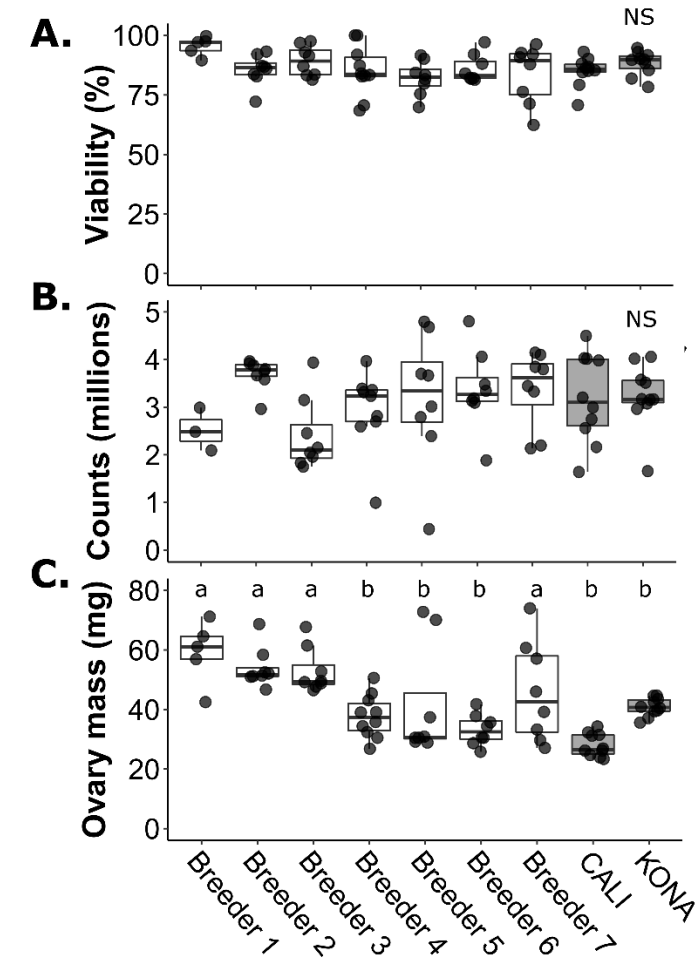 NS
A.
Viability (%)
100
75
50
25
0
B.
Counts (millions)
NS
5
4
3
2
1
0
C.
Ovary mass (mg)
80
60
40
20
0
a a a b b b a b b
Breeder 1
Breeder 2
Breeder 3
Breeder 4
Breeder 5
Breeder 6
Breeder 7
CALI
KONA